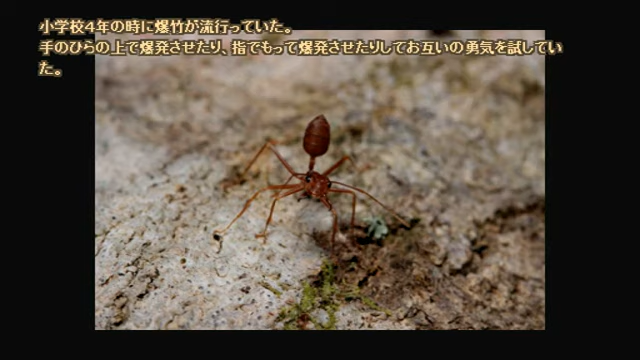 小学校４年の時に爆竹が流行っていた。
手のひらの上で爆発させたり、指でもって爆発させたりしてお互いの勇気を試してい
た。